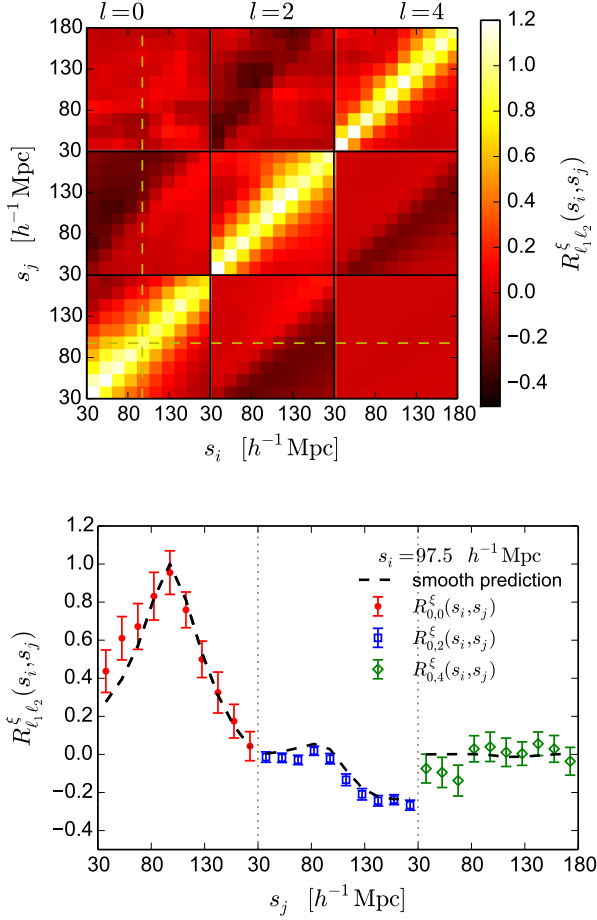 l=0 l=2 l=4
180
130
80
30
130
80
30
130
80
30
s_j [h^{-1} Mpc]
30 80 130 30 80 130 30 80 130 180
s_i [h^{-1} Mpc]
1.2
1.0
0.8
0.6
0.4
0.2
0.0
−0.2
−0.4
R^ξ_{ℓ1ℓ2}(s_i,s_j)
1.2
1.0
0.8
0.6
0.4
0.2
0.0
−0.2
−0.4
R^ξ_{ℓ1ℓ2}(s_i,s_j)
s_i=97.5 h^{-1} Mpc
smooth prediction
R^ξ_{0,0}(s_i,s_j)
R^ξ_{0,2}(s_i,s_j)
R^ξ_{0,4}(s_i,s_j)
30 80 130 30 80 130 30 80 130 180
s_j [h^{-1} Mpc]